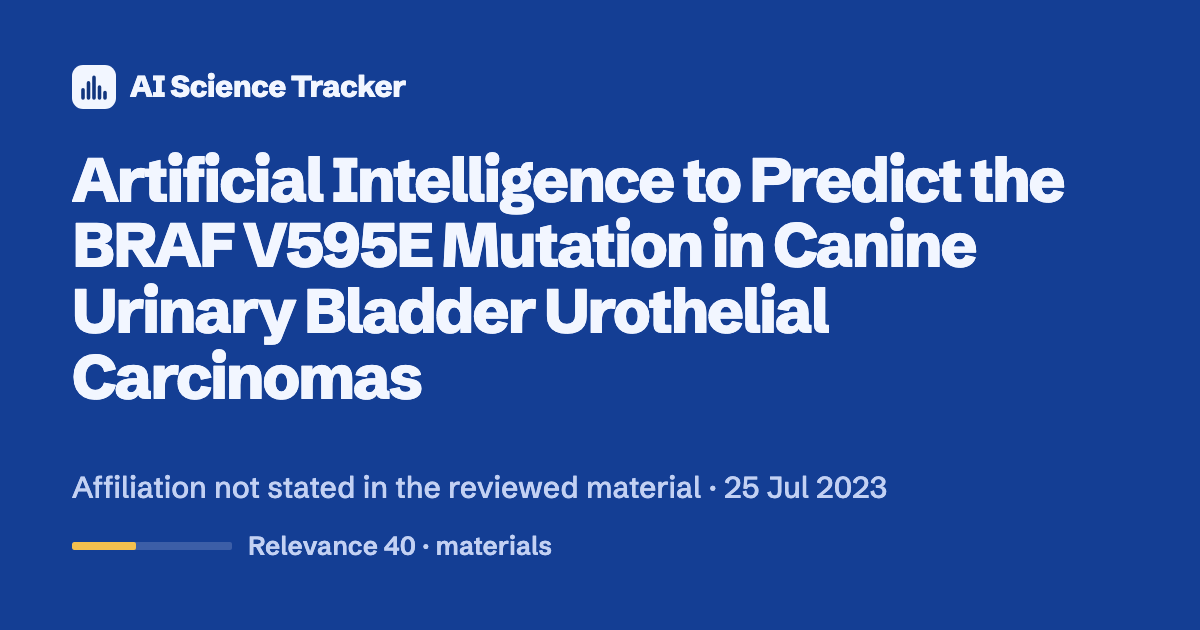 AI Science Tracker
Artificial Intelligence to Predict the
BRAF V595E Mutation in Canine
Urinary Bladder Urothelial
Carcinomas
Affiliation not stated in the reviewed material · 25 Jul 2023
Relevance 40 · materials